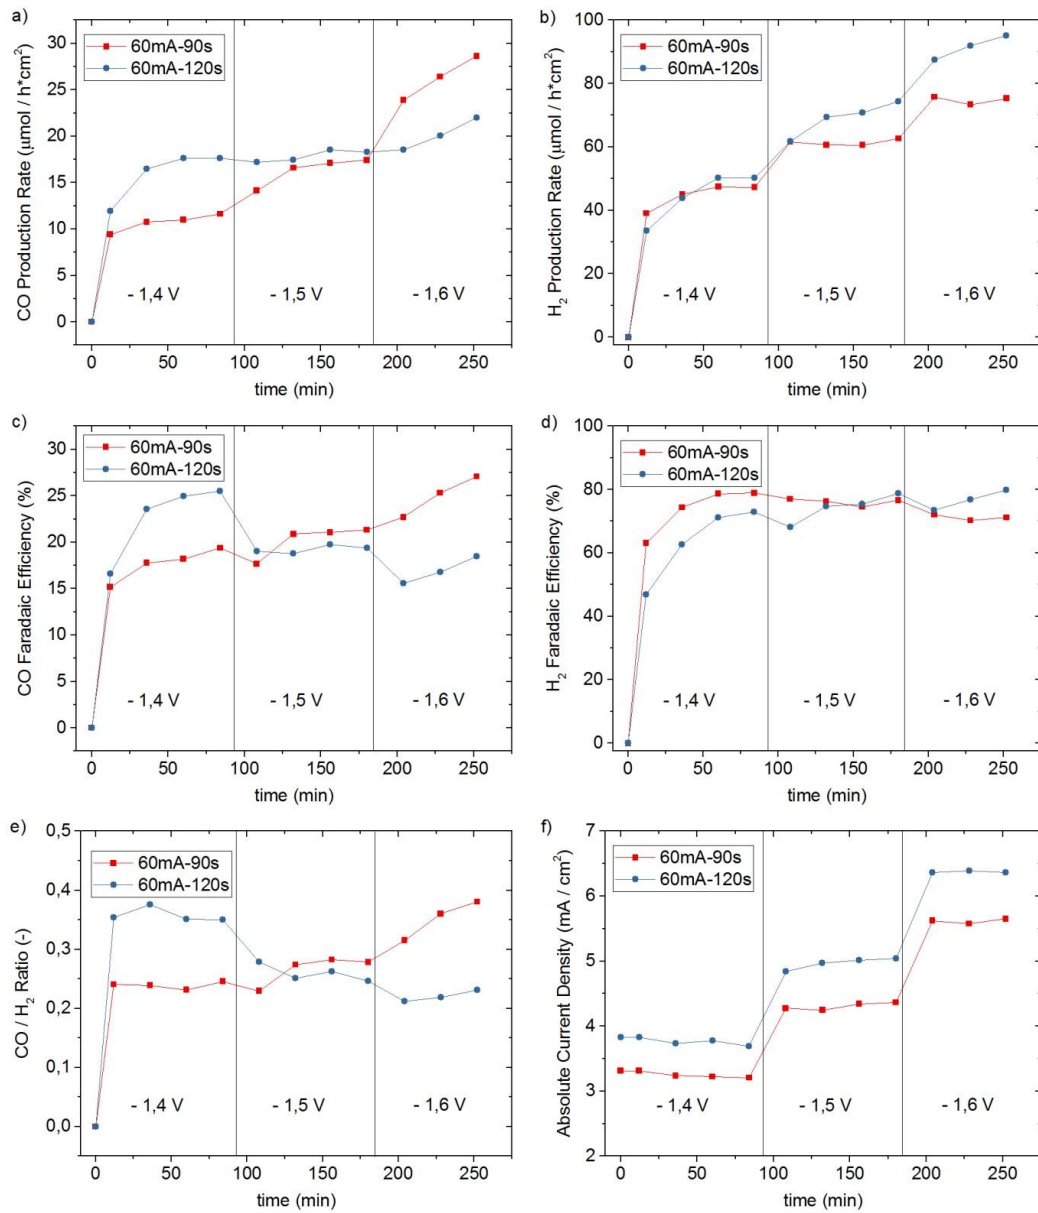 a)
CO Production Rate (μmol / h*cm²)
30
25
20
15
10
5
0
60mA-90s
60mA-120s
- 1,4 V
- 1,5 V
- 1,6 V
0 50 100 150 200 250
time (min)
b)
H₂ Production Rate (μmol / h*cm²)
100
80
60
40
20
0
60mA-90s
60mA-120s
- 1,4 V
- 1,5 V
- 1,6 V
0 50 100 150 200 250
time (min)
c)
CO Faradaic Efficiency (%)
30
25
20
15
10
5
0
60mA-90s
60mA-120s
- 1,4 V
- 1,5 V
- 1,6 V
0 50 100 150 200 250
time (min)
d)
H₂ Faradaic Efficiency (%)
100
80
60
40
20
0
60mA-90s
60mA-120s
- 1,4 V
- 1,5 V
- 1,6 V
0 50 100 150 200 250
time (min)
e)
CO / H₂ Ratio (-)
0,5
0,4
0,3
0,2
0,1
0,0
60mA-90s
60mA-120s
- 1,4 V
- 1,5 V
- 1,6 V
0 50 100 150 200 250
time (min)
f)
Absolute Current Density (mA / cm²)
7
6
5
4
3
2
60mA-90s
60mA-120s
- 1,4 V
- 1,5 V
- 1,6 V
0 50 100 150 200 250
time (min)